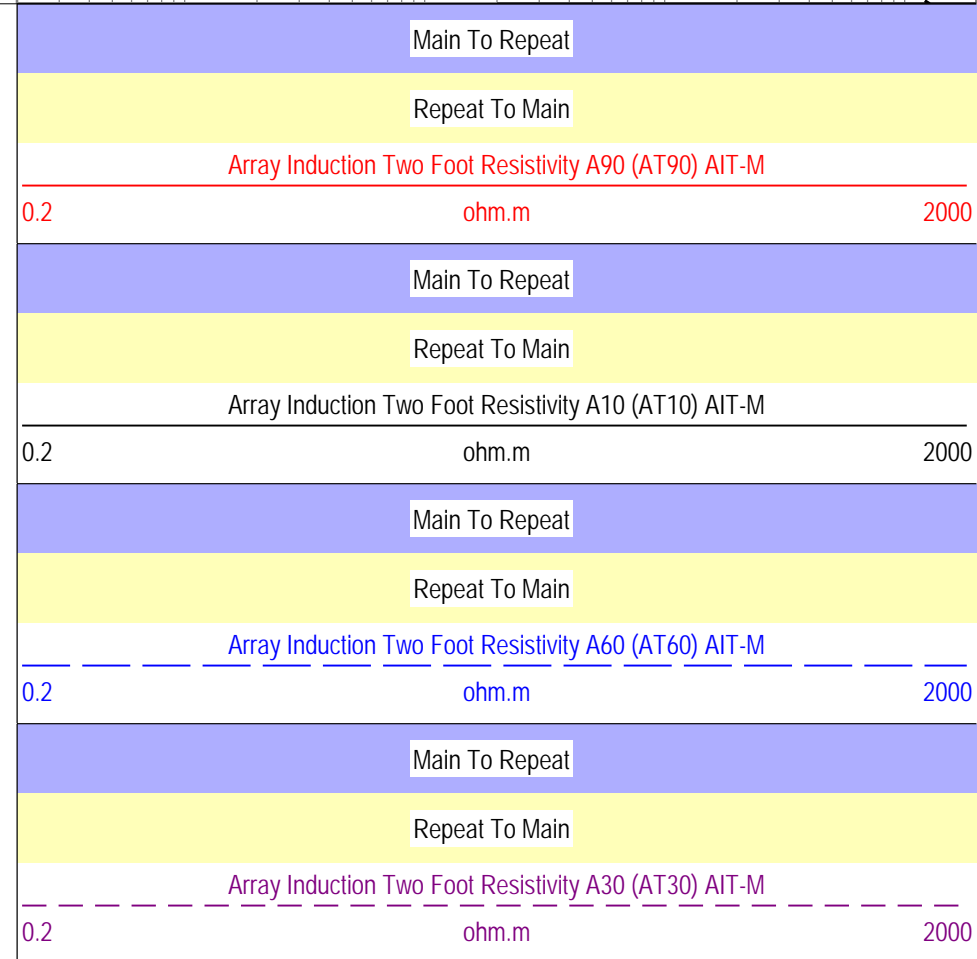 Main To Repeat
Repeat To Main
Array Induction Two Foot Resistivity A90 (AT90) AIT-M
0.2 ohm.m 2000
Main To Repeat
Repeat To Main
Array Induction Two Foot Resistivity A10 (AT10) AIT-M
0.2 ohm.m 2000
Main To Repeat
Repeat To Main
Array Induction Two Foot Resistivity A60 (AT60) AIT-M
0.2 ohm.m 2000
Main To Repeat
Repeat To Main
Array Induction Two Foot Resistivity A30 (AT30) AIT-M
0.2 ohm.m 2000